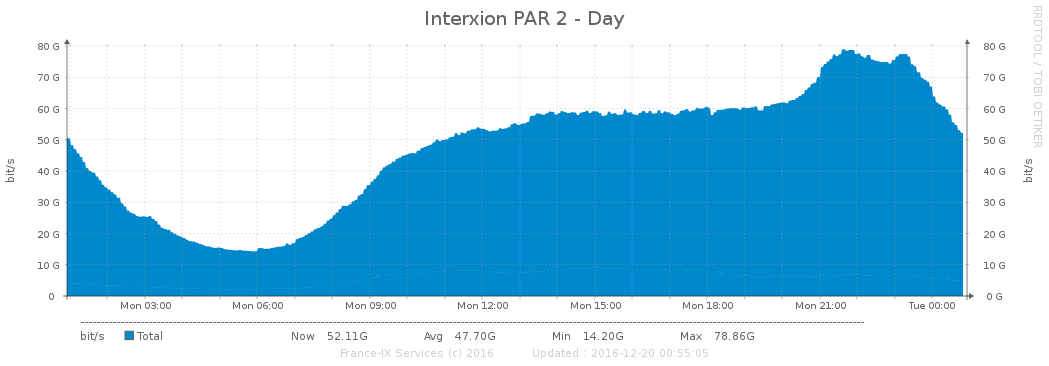 Interxion PAR 2 - Day
RRDTOOL / TOBI OETIKER
80 G 80 G
70 G 70 G
60 G 60 G
50 G 50 G
40 G 40 G
30 G 30 G
20 G 20 G
10 G 10 G
0 0 G
bit/s bit/s
Mon 03:00 Mon 06:00 Mon 09:00 Mon 12:00 Mon 15:00 Mon 18:00 Mon 21:00 Tue 00:00
bit/s Total Now 52.11G Avg 47.70G Min 14.20G Max 78.86G
France-IX Services (c) 2016 Updated : 2016-12-20 00:55:05